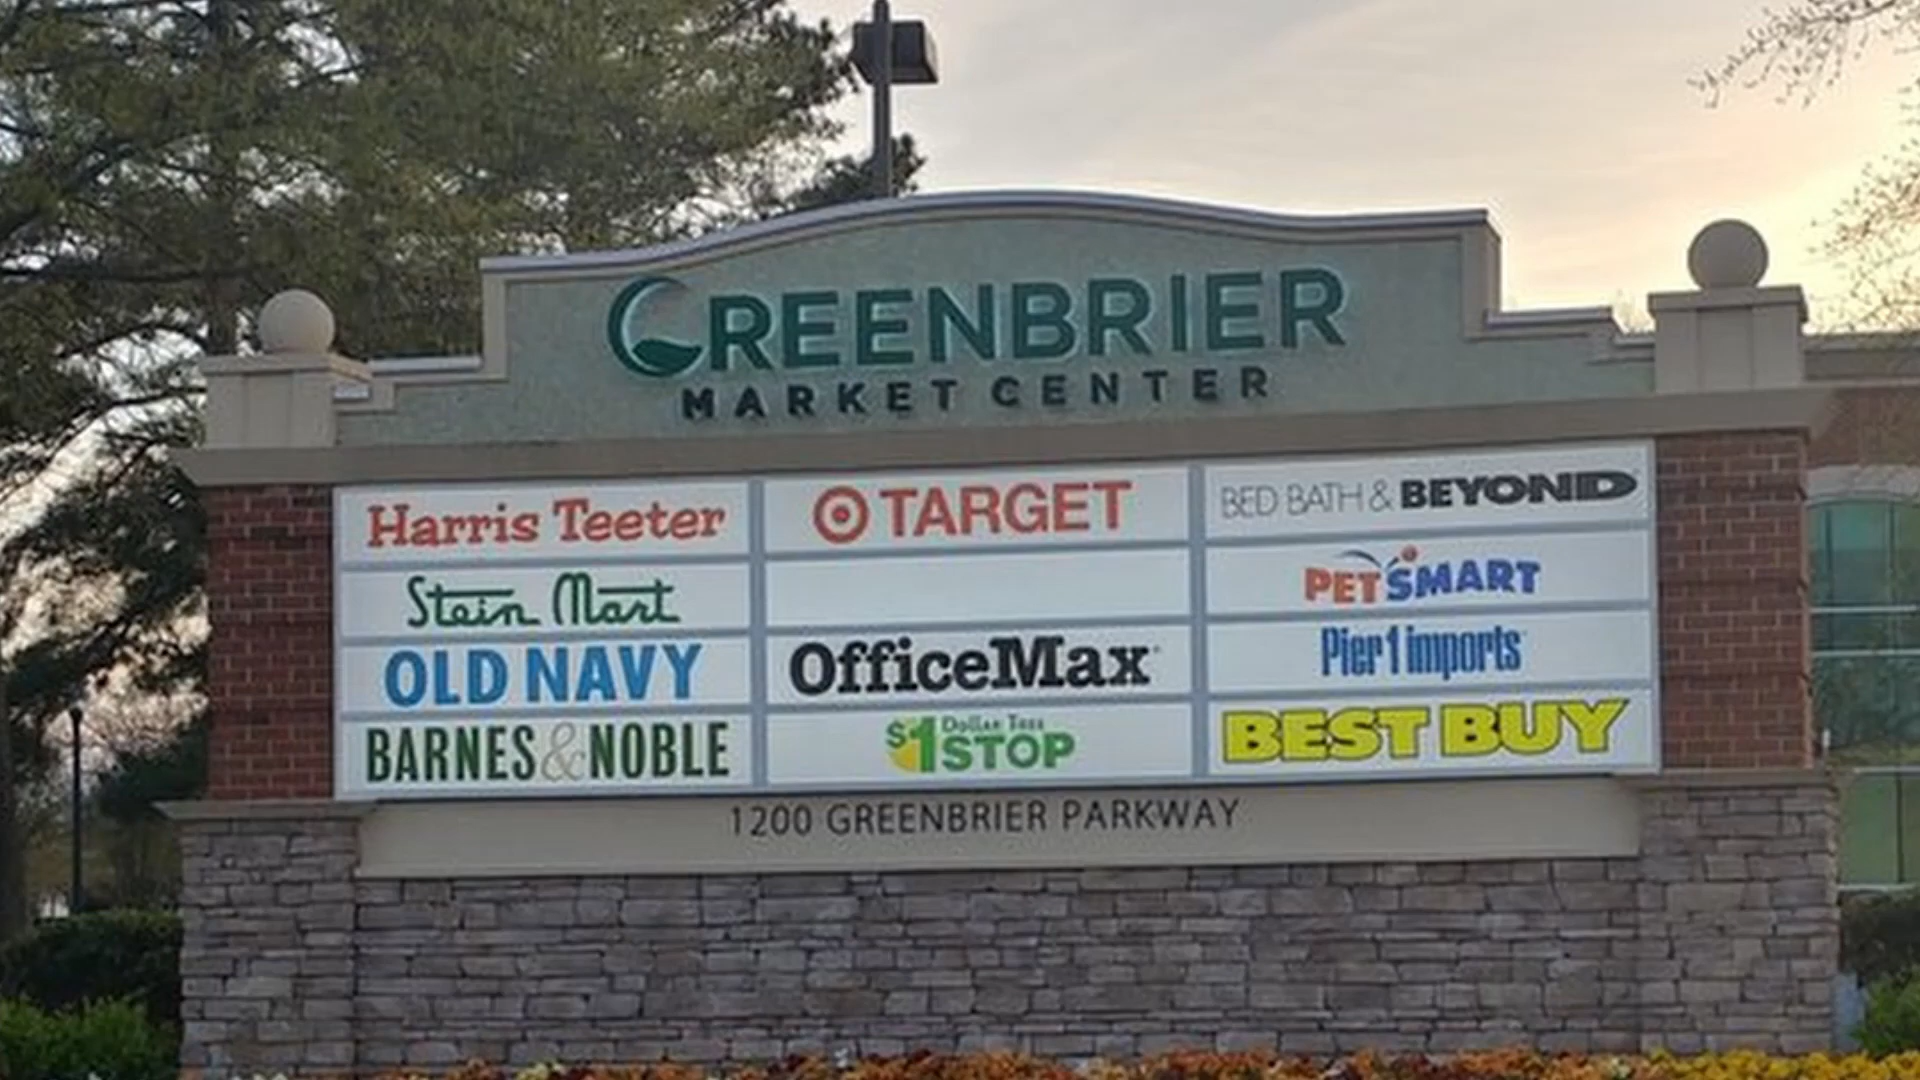 GREENBRIER
MARKET CENTER
Harris Teeter
TARGET
BED BATH & BEYOND
Stein Mart
PETSMART
OLD NAVY
OfficeMax
Pier 1 imports
BARNES & NOBLE
Dollar Tree
$1 STOP
BEST BUY
1200 GREENBRIER PARKWAY